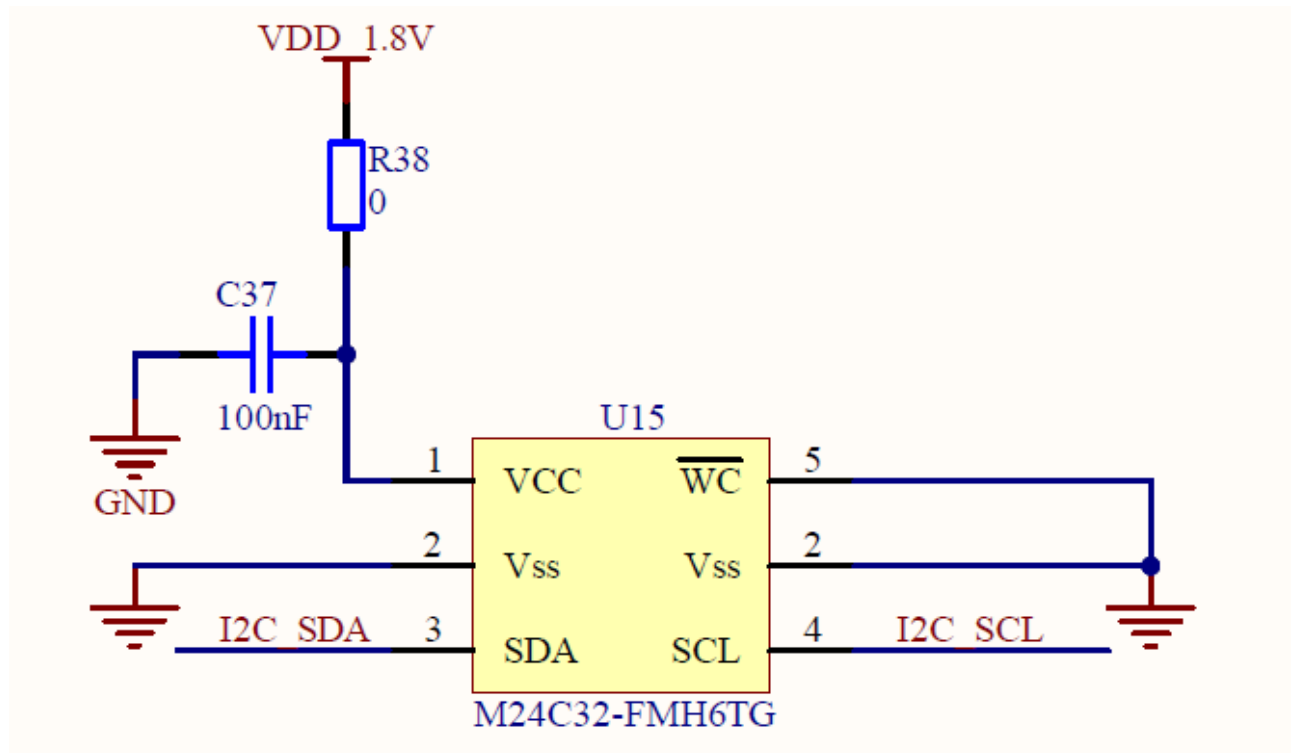 VDD_1.8V
R38
0
C37
100nF
GND
U15
1 VCC WC 5
2 Vss Vss 2
I2C_SDA 3 SDA SCL 4 I2C_SCL
M24C32-FMH6TG